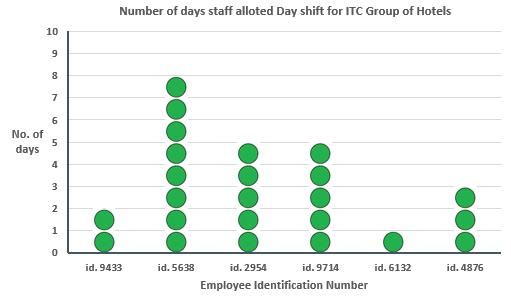 Number of days staff alloted Day shift for ITC Group of Hotels
10
9
8
7
6
5
4
3
2
1
0
No. of
days
id. 9433 id. 5638 id. 2954 id. 9714 id. 6132 id. 4876
Employee Identification Number